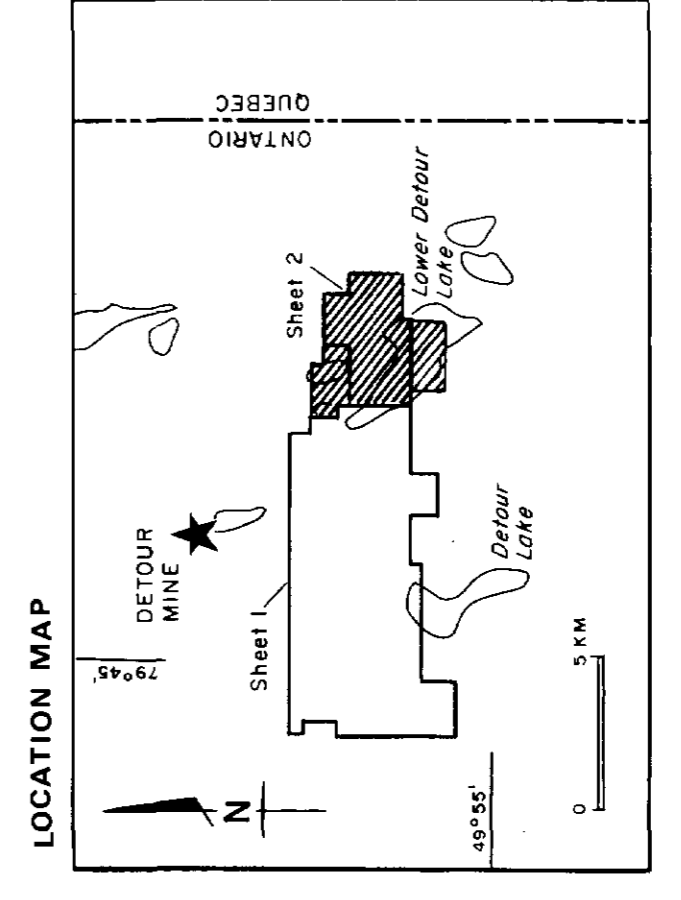 LOCATION MAP
N
79°45'
DETOUR
MINE
Sheet 1
Sheet 2
ONTARIO
QUEBEC
Lower Detour
Lake
Detour
Lake
49°55'
0 5 KM